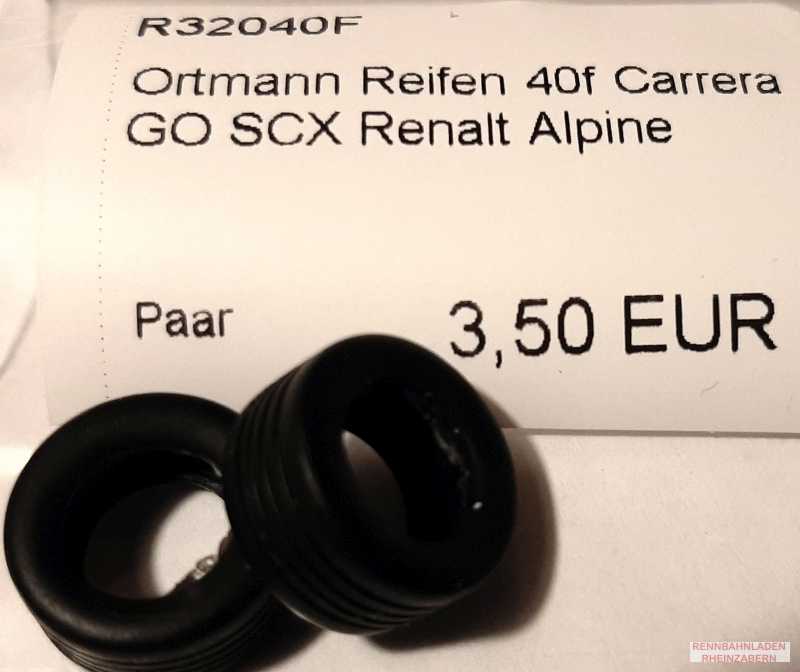 R32040F
Ortmann Reifen 40f Carrera
GO SCX Renalt Alpine
Paar
3,50 EUR
RENNBAHNLADEN
RHEINZABERN